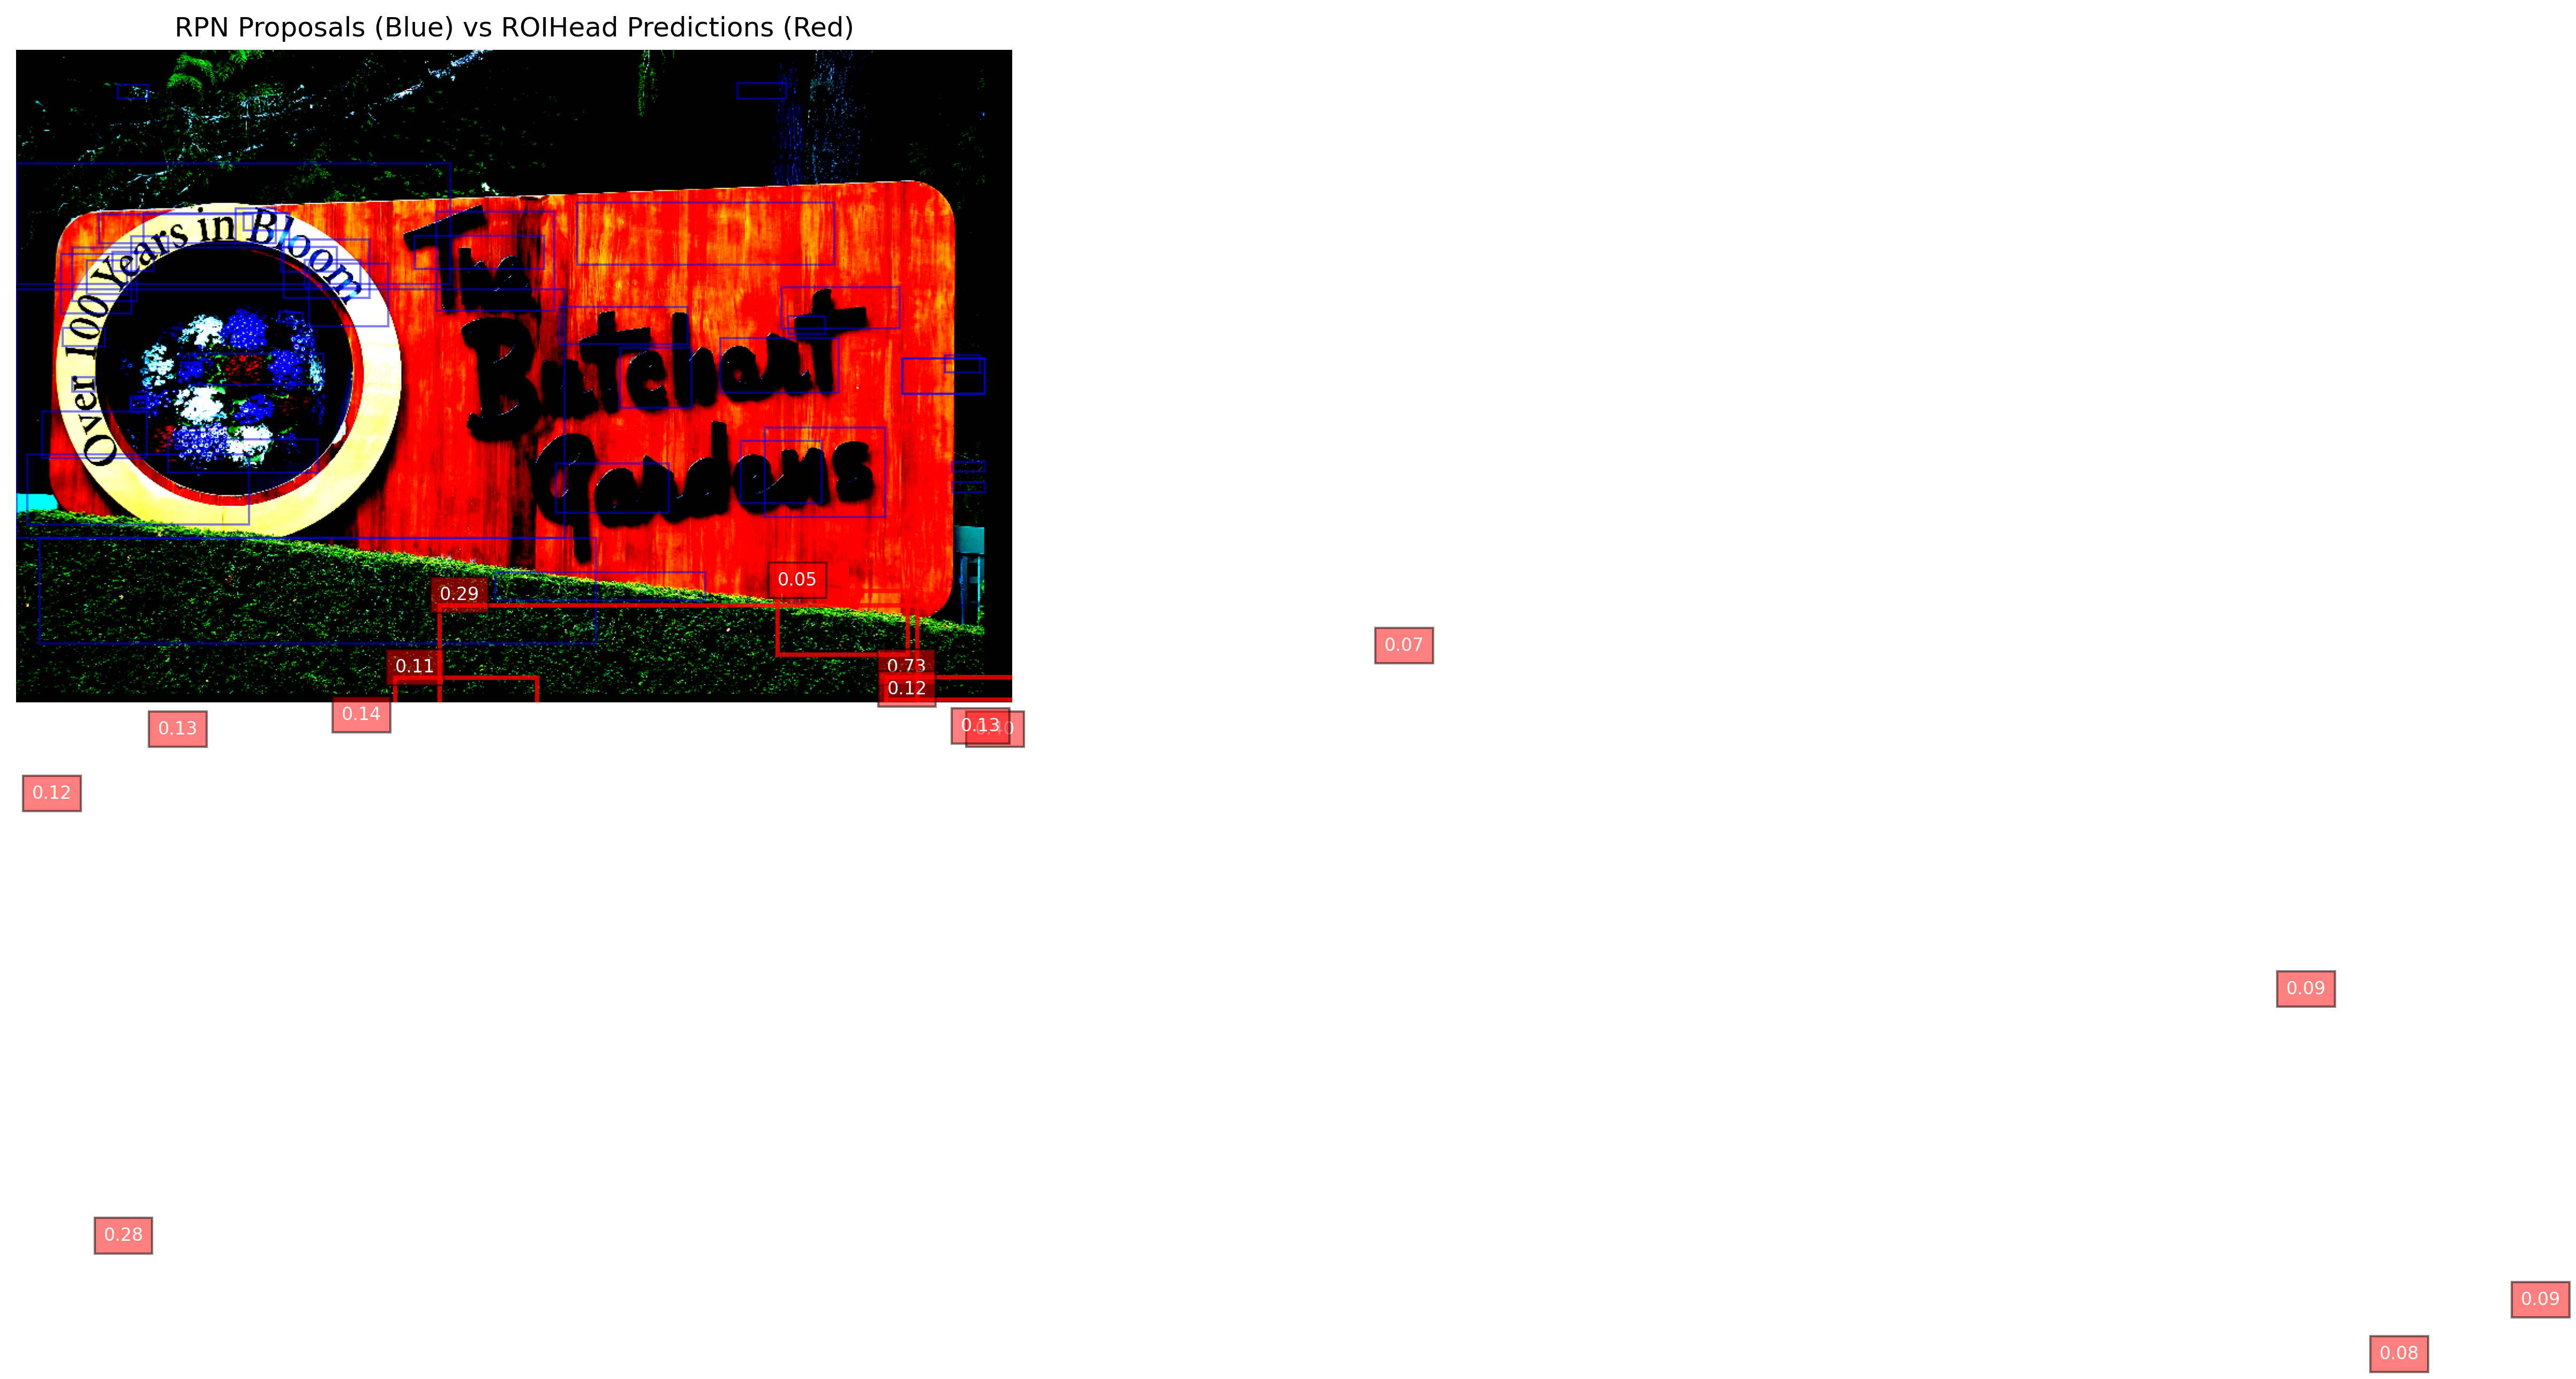 RPN Proposals (Blue) vs ROIHead Predictions (Red)
Over 100 Years in Bloom
The
Butchart
Gardens
0.05
0.29
0.07
0.11
0.73
0.12
0.14
0.13
0.13
0.12
0.09
0.28
0.09
0.08